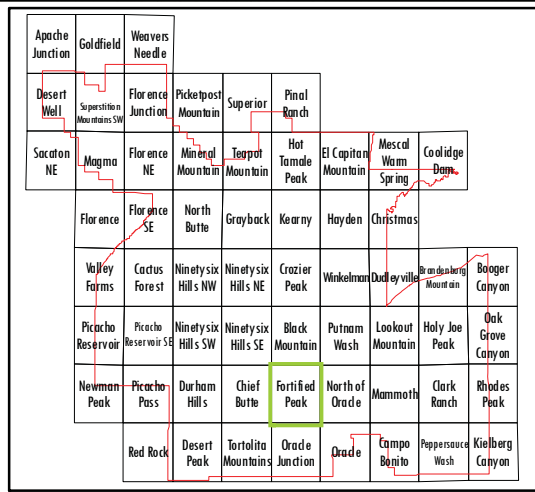 Apache
Junction
Goldfield
Weavers
Needle
Desert
Well
Superstition
Mountains SW
Florence
Junction
Picketpost
Mountain
Superior
Pinal
Ranch
Sacaton
NE
Magma
Florence
NE
Mineral
Mountain
Teapot
Mountain
Hot
Tamale
Peak
El Capitan
Mountain
Mescal
Warm
Spring
Coolidge
Dam
Florence
Florence
SE
North
Butte
Grayback
Kearny
Hayden
Christmas
Valley
Farms
Cactus
Forest
Ninetysix
Hills NW
Ninetysix
Hills NE
Crozier
Peak
Winkelman
Dudleyville
Brandenburg
Mountain
Booger
Canyon
Picacho
Reservoir
Picacho
Reservoir SE
Ninetysix
Hills SW
Ninetysix
Hills SE
Black
Mountain
Putnam
Wash
Lookout
Mountain
Holy Joe
Peak
Oak
Grove
Canyon
Newman
Peak
Picacho
Pass
Durham
Hills
Chief
Butte
Fortified
Peak
North of
Oracle
Mammoth
Clark
Ranch
Rhodes
Peak
Red Rock
Desert
Peak
Tortolita
Mountains
Oracle
Junction
Oracle
Campo
Bonito
Peppersauce
Wash
Kielberg
Canyon